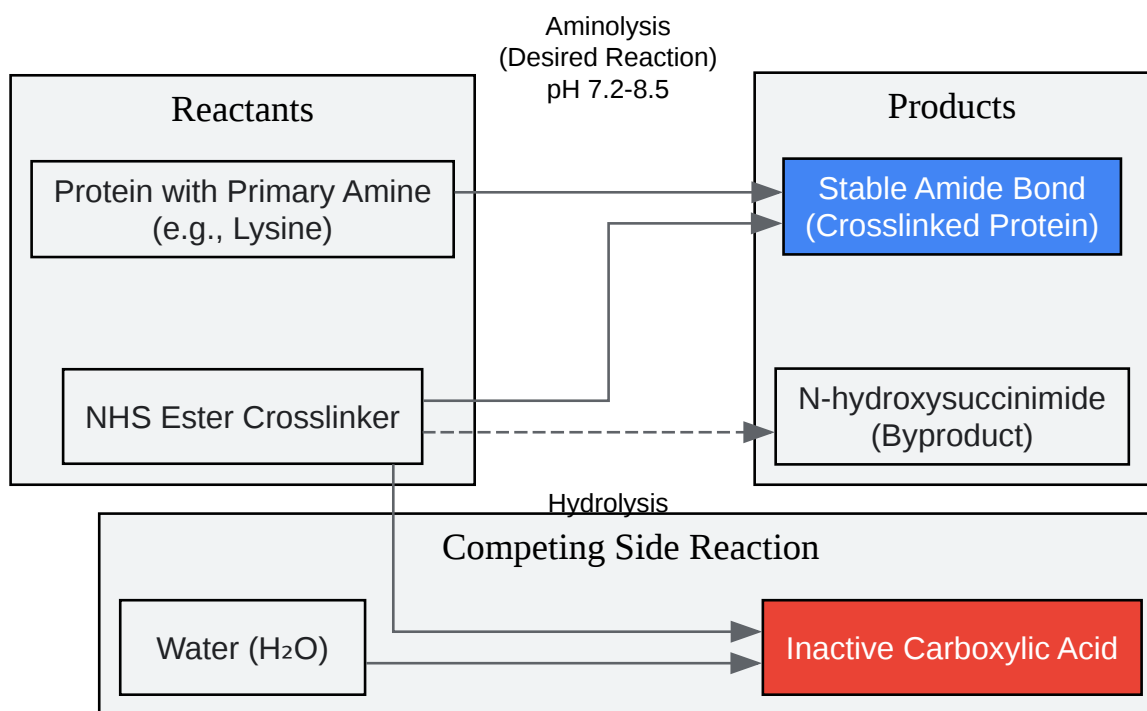 Aminolysis
(Desired Reaction)
pH 7.2-8.5
Reactants
Products
Protein with Primary Amine
(e.g., Lysine)
Stable Amide Bond
(Crosslinked Protein)
NHS Ester Crosslinker
N-hydroxysuccinimide
(Byproduct)
Hydrolysis
Competing Side Reaction
Water (H₂O)
Inactive Carboxylic Acid